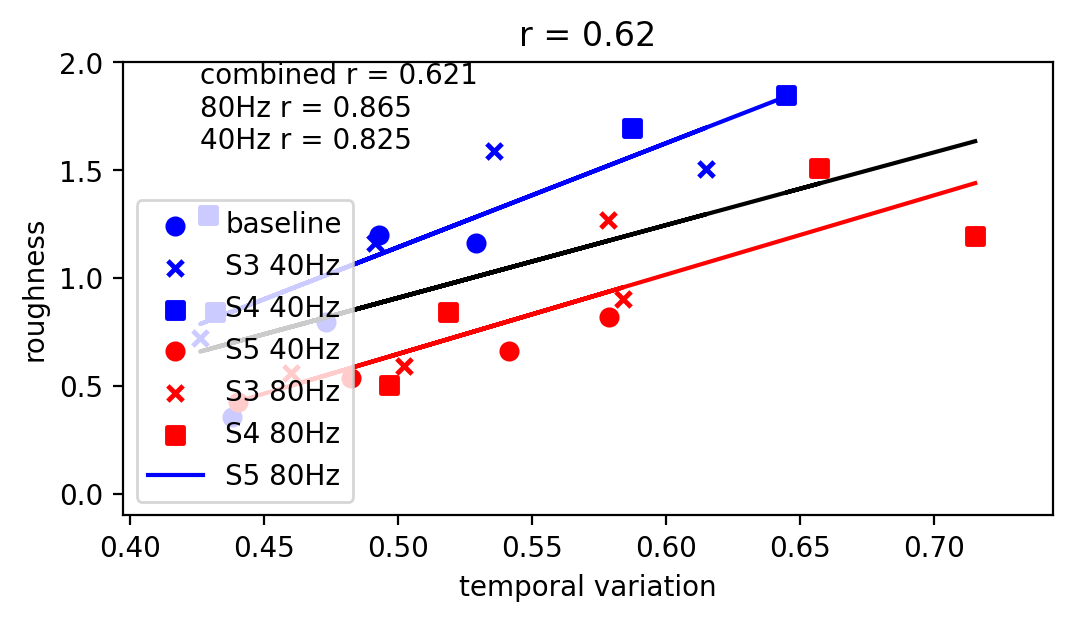 r = 0.62
combined r = 0.621
80Hz r = 0.865
40Hz r = 0.825
baseline
S3 40Hz
S4 40Hz
S5 40Hz
S3 80Hz
S4 80Hz
S5 80Hz
roughness
2.0
1.5
1.0
0.5
0.0
0.40 0.45 0.50 0.55 0.60 0.65 0.70
temporal variation